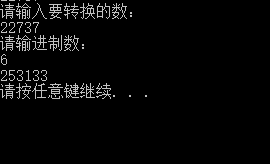 请输入要转换的数:
22737
请输进制数:
6
253133
请按任意键继续. . .